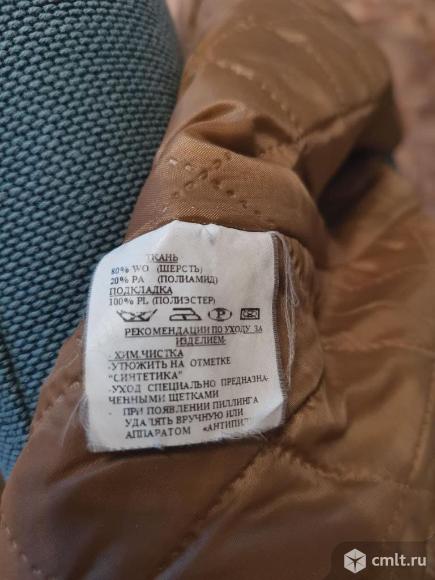 ТКАНЬ
80% WO (ШЕРСТЬ)
20% PA (ПОЛИАМИД)
ПОДКЛАДКА
100% PL (ПОЛИЭСТЕР)
P
РЕКОМЕНДАЦИИ ПО УХОДУ ЗА
ИЗДЕЛИЕМ:
- ХИМ.ЧИСТКА
-УТЮЖИТЬ НА ОТМЕТКЕ
"СИНТЕТИКА"
-УХОД СПЕЦИАЛЬНО ПРЕДНАЗНА-
ЧЕННЫМИ ЩЕТКАМИ
- ПРИ ПОЯВЛЕНИИ ПИЛЛИНГА
УДАЛЯТЬ ВРУЧНУЮ ИЛИ
АППАРАТОМ «АНТИПИЛ
cmlt.ru